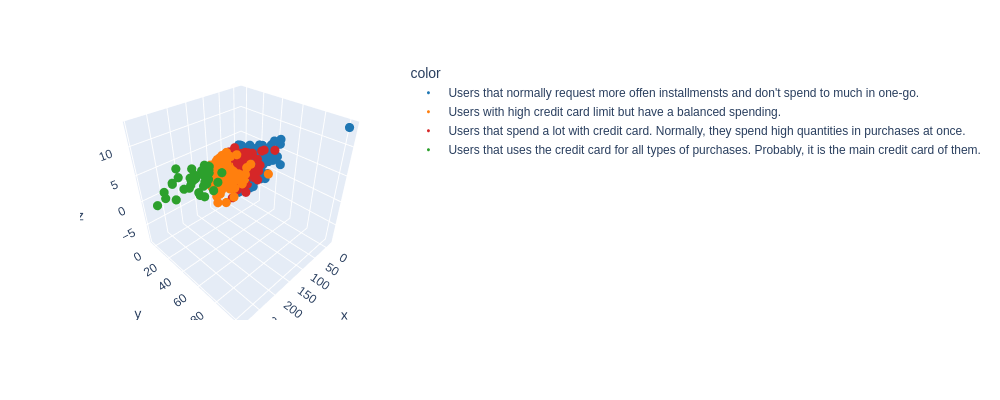 color
Users that normally request more offen installmensts and don't spend to much in one-go.
Users with high credit card limit but have a balanced spending.
Users that spend a lot with credit card. Normally, they spend high quantities in purchases at once.
Users that uses the credit card for all types of purchases. Probably, it is the main credit card of them.
10
5
0
−5
0
20
40
60
y
0
50
100
150
200
x